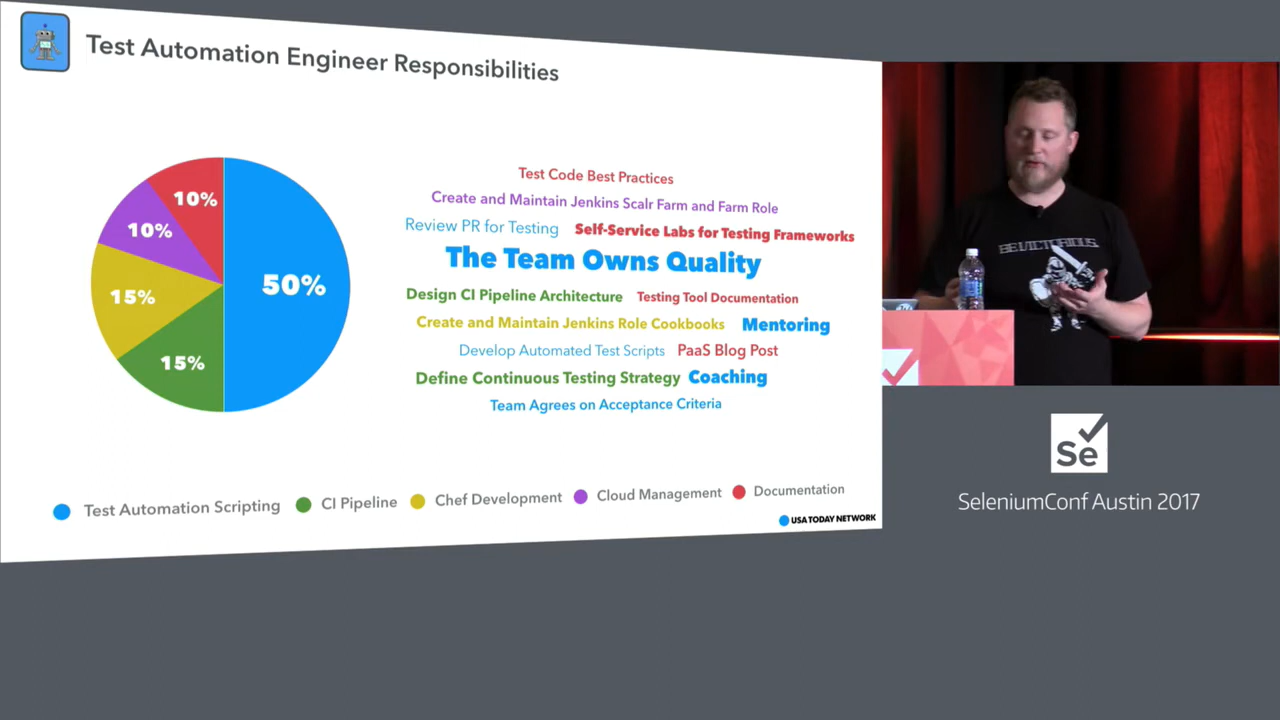 Test Automation Engineer Responsibilities
10%
10%
50%
15%
15%
Test Code Best Practices
Create and Maintain Jenkins Scalr Farm and Farm Role
Review PR for Testing Self-Service Labs for Testing Frameworks
The Team Owns Quality
Design CI Pipeline Architecture Testing Tool Documentation
Create and Maintain Jenkins Role Cookbooks Mentoring
Develop Automated Test Scripts PaaS Blog Post
Define Continuous Testing Strategy Coaching
Team Agrees on Acceptance Criteria
Test Automation Scripting CI Pipeline Chef Development Cloud Management Documentation
USA TODAY NETWORK
BE VICTORIOUS.
Se
SeleniumConf Austin 2017